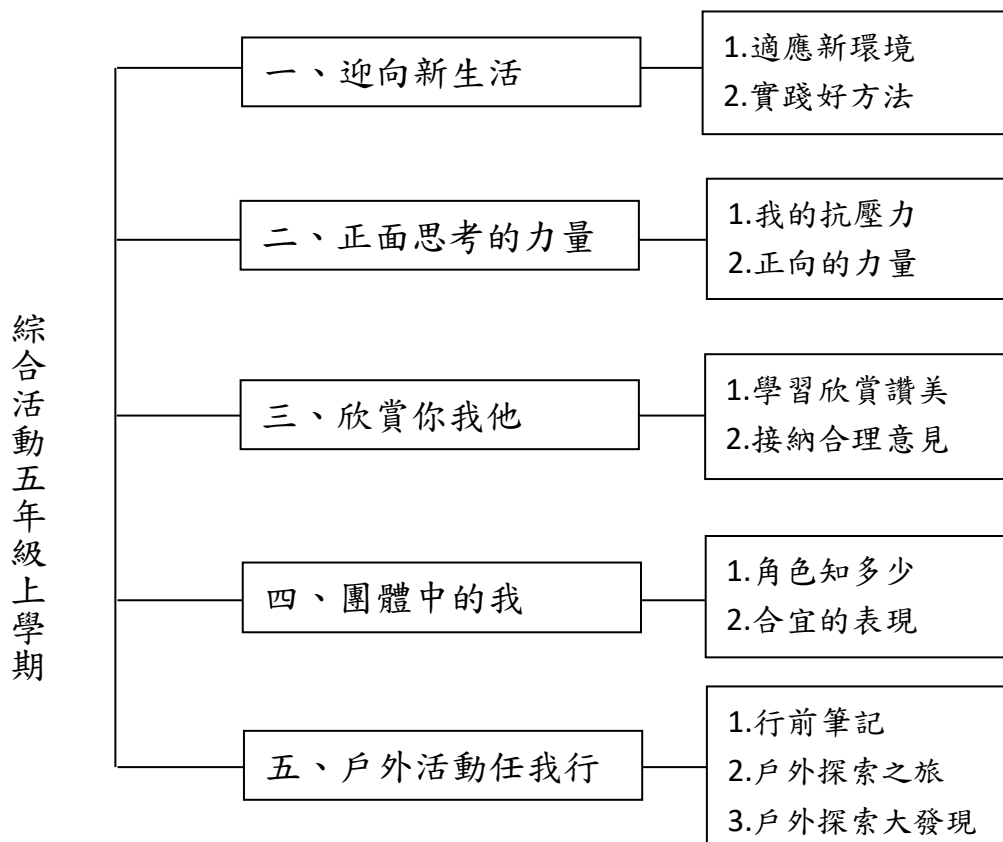 綜合活動五年級上學期
一、迎向新生活
1.適應新環境
2.實踐好方法
二、正面思考的力量
1.我的抗壓力
2.正向的力量
三、欣賞你我他
1.學習欣賞讚美
2.接納合理意見
四、團體中的我
1.角色知多少
2.合宜的表現
五、戶外活動任我行
1.行前筆記
2.戶外探索之旅
3.戶外探索大發現